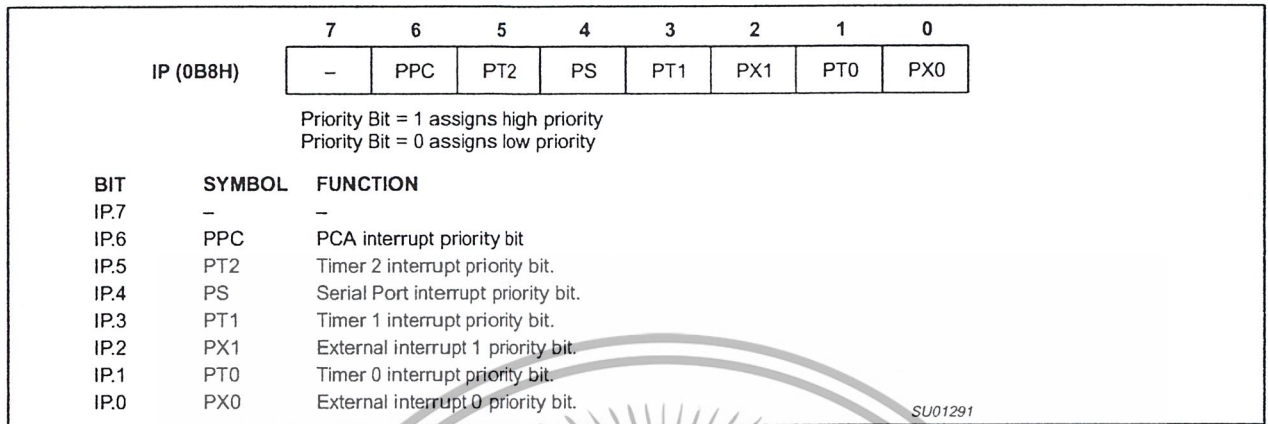 7 6 5 4 3 2 1 0
IP (0B8H) – PPC PT2 PS PT1 PX1 PT0 PX0
Priority Bit = 1 assigns high priority
Priority Bit = 0 assigns low priority
BIT SYMBOL FUNCTION
IP.7 – –
IP.6 PPC PCA interrupt priority bit
IP.5 PT2 Timer 2 interrupt priority bit.
IP.4 PS Serial Port interrupt priority bit.
IP.3 PT1 Timer 1 interrupt priority bit.
IP.2 PX1 External interrupt 1 priority bit.
IP.1 PT0 Timer 0 interrupt priority bit.
IP.0 PX0 External interrupt 0 priority bit.
SU01291